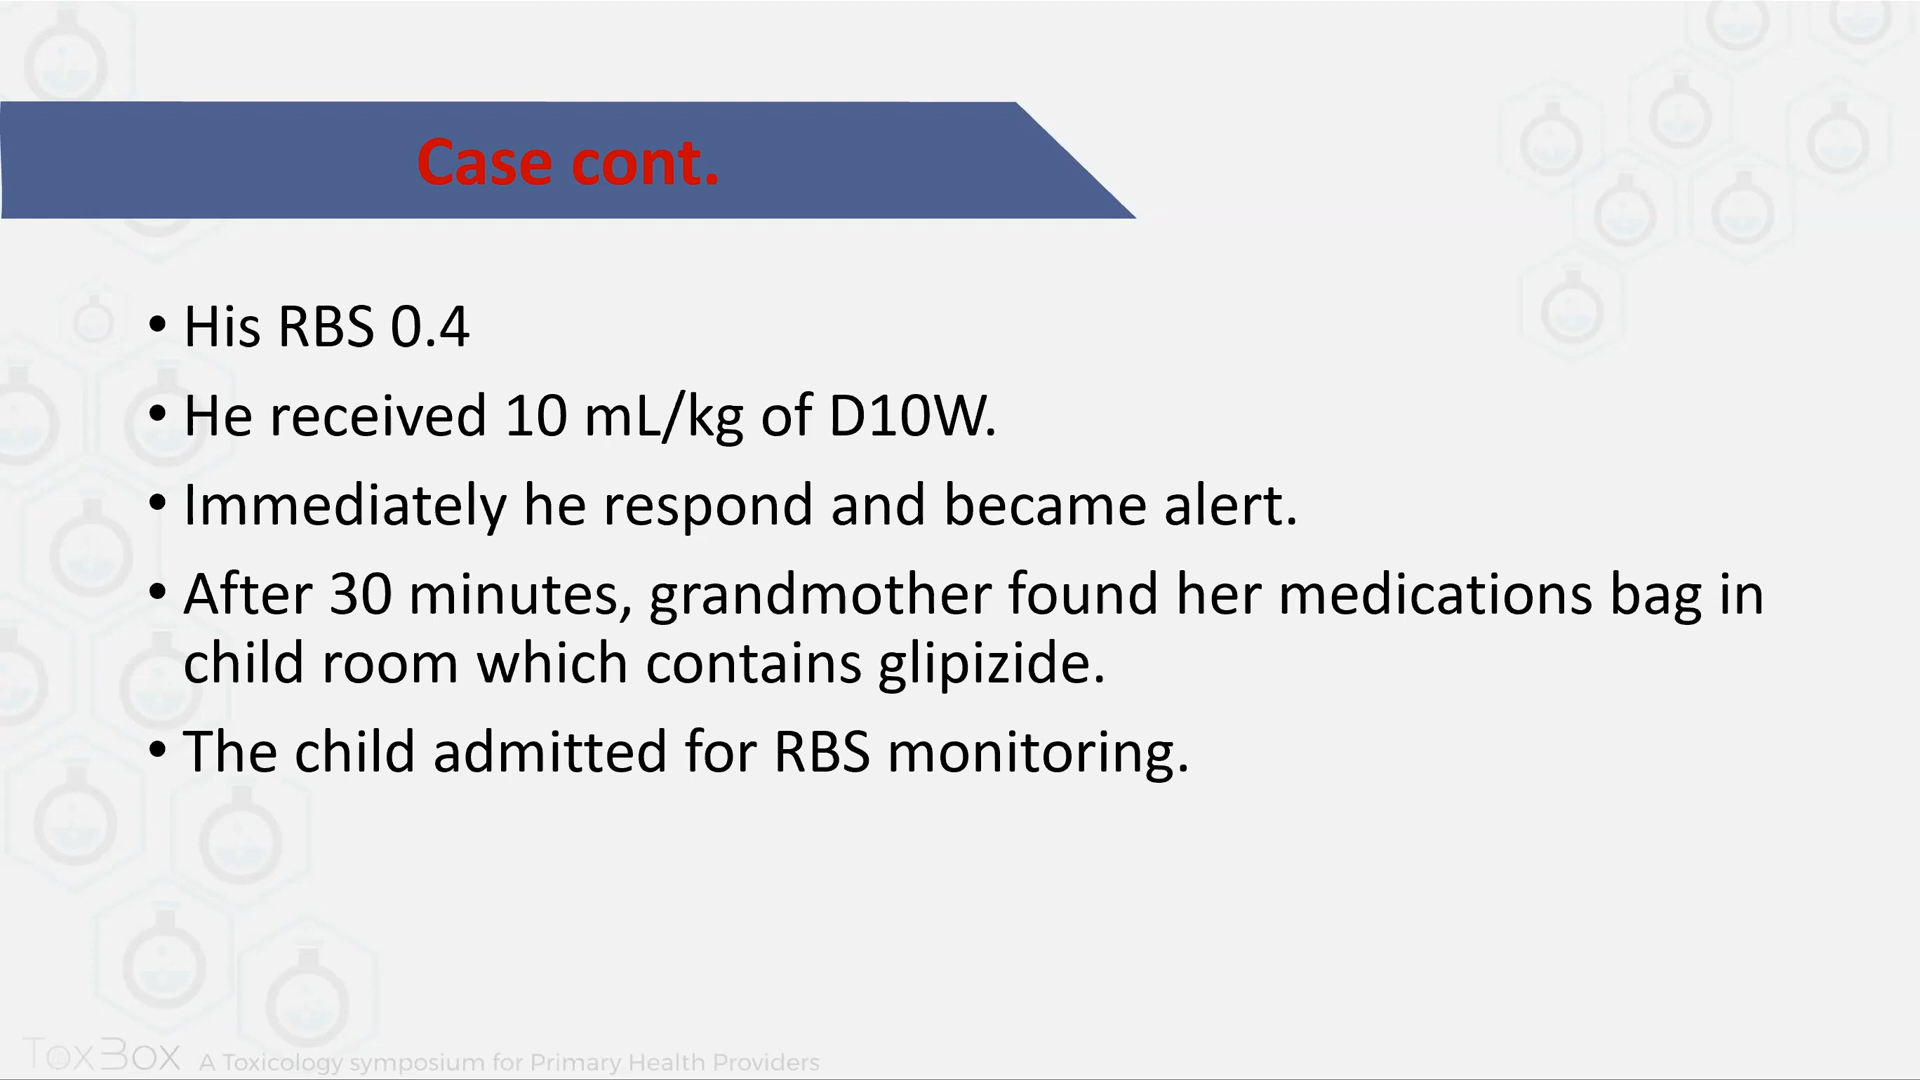 Case cont.
• His RBS 0.4
• He received 10 mL/kg of D10W.
• Immediately he respond and became alert.
• After 30 minutes, grandmother found her medications bag in
child room which contains glipizide.
• The child admitted for RBS monitoring.
ToxBox A Toxicology symposium for Primary Health Providers